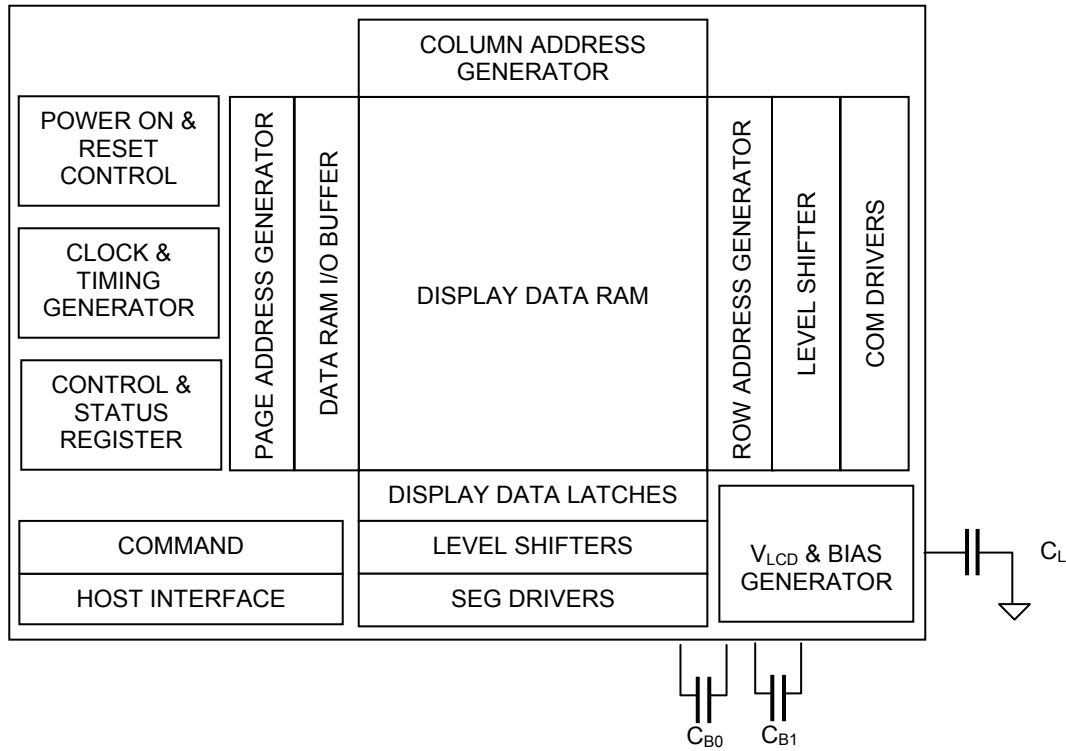 COLUMN ADDRESS
GENERATOR
POWER ON &
RESET
CONTROL
CLOCK &
TIMING
GENERATOR
CONTROL &
STATUS
REGISTER
PAGE ADDRESS GENERATOR
DATA RAM I/O BUFFER
DISPLAY DATA RAM
ROW ADDRESS GENERATOR
LEVEL SHIFTER
COM DRIVERS
DISPLAY DATA LATCHES
COMMAND
LEVEL SHIFTERS
HOST INTERFACE
SEG DRIVERS
VLCD & BIAS
GENERATOR
CL
CB0
CB1